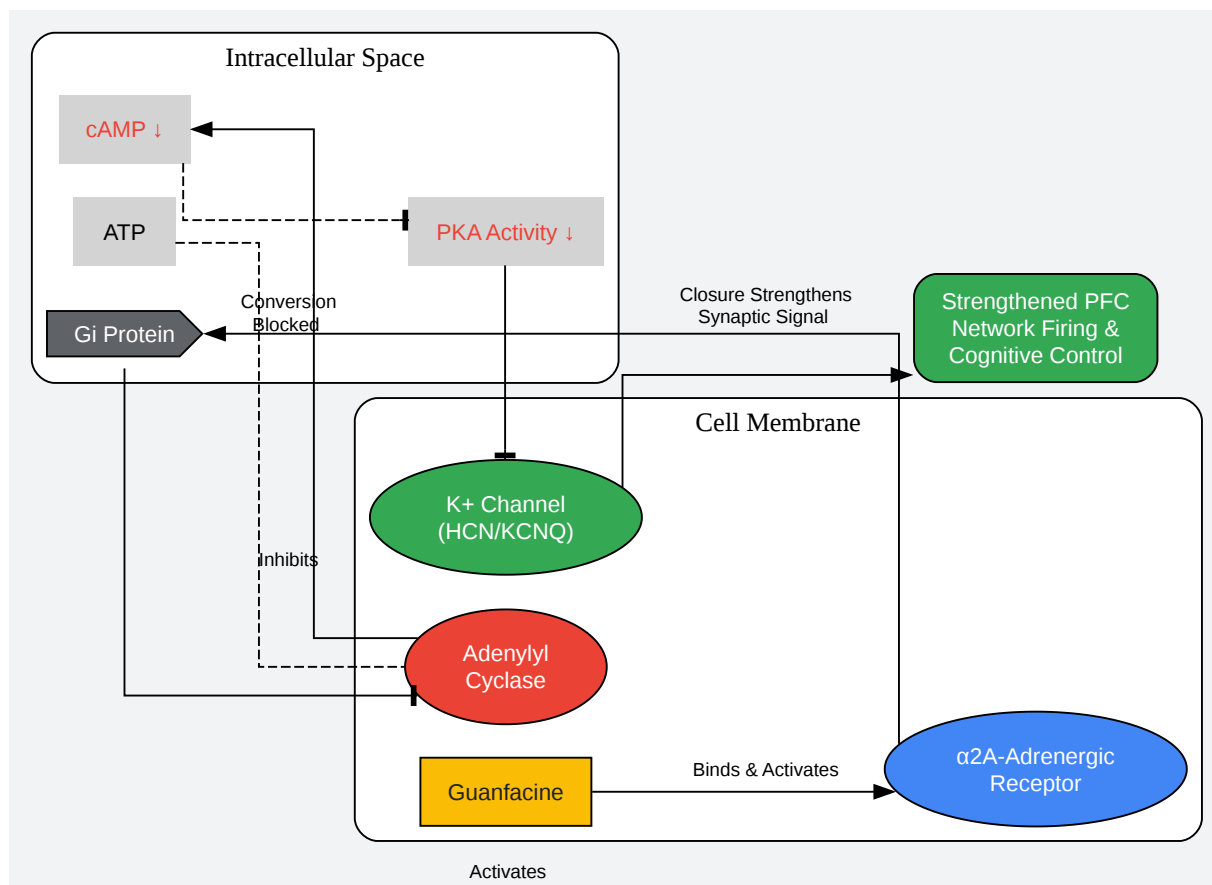 Intracellular Space
cAMP ↓
ATP
PKA Activity ↓
Conversion
Blocked
Gi Protein
Closure Strengthens
Synaptic Signal
Strengthened PFC
Network Firing &
Cognitive Control
Cell Membrane
K+ Channel
(HCN/KCNQ)
Inhibits
Adenylyl
Cyclase
Guanfacine
Binds & Activates
α2A-Adrenergic
Receptor
Activates